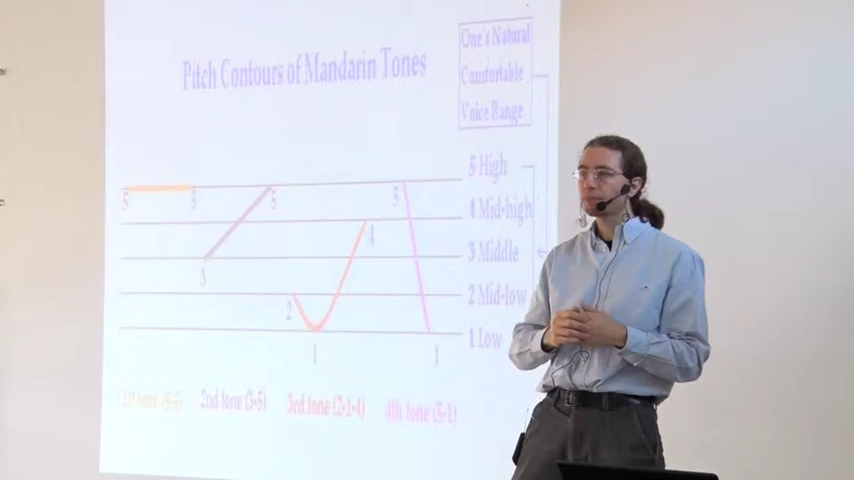 One's Natural
Comfortable
Voice Range
Pitch Contours of Mandarin Tones
5 High
4 Mid-high
3 Middle
2 Mid-low
1 Low
5 5 5 5
4
3
2
1 1
1st tone (5-5) 2nd tone (3-5) 3rd tone (2-1-4) 4th tone (5-1)